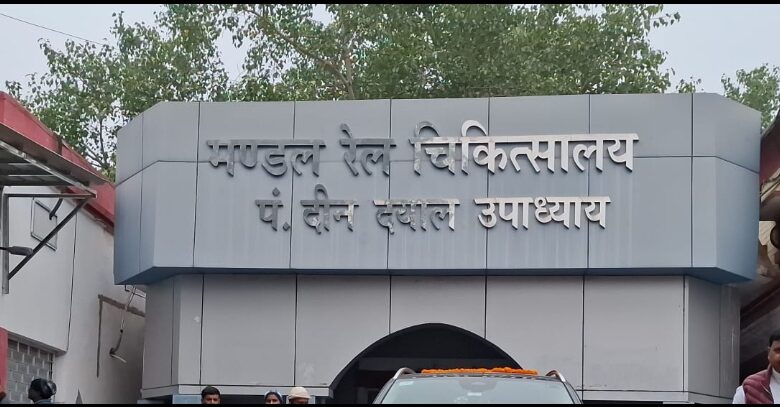 मण्डल रेल चिकित्सालय
पं. दीन दयाल उपाध्याय